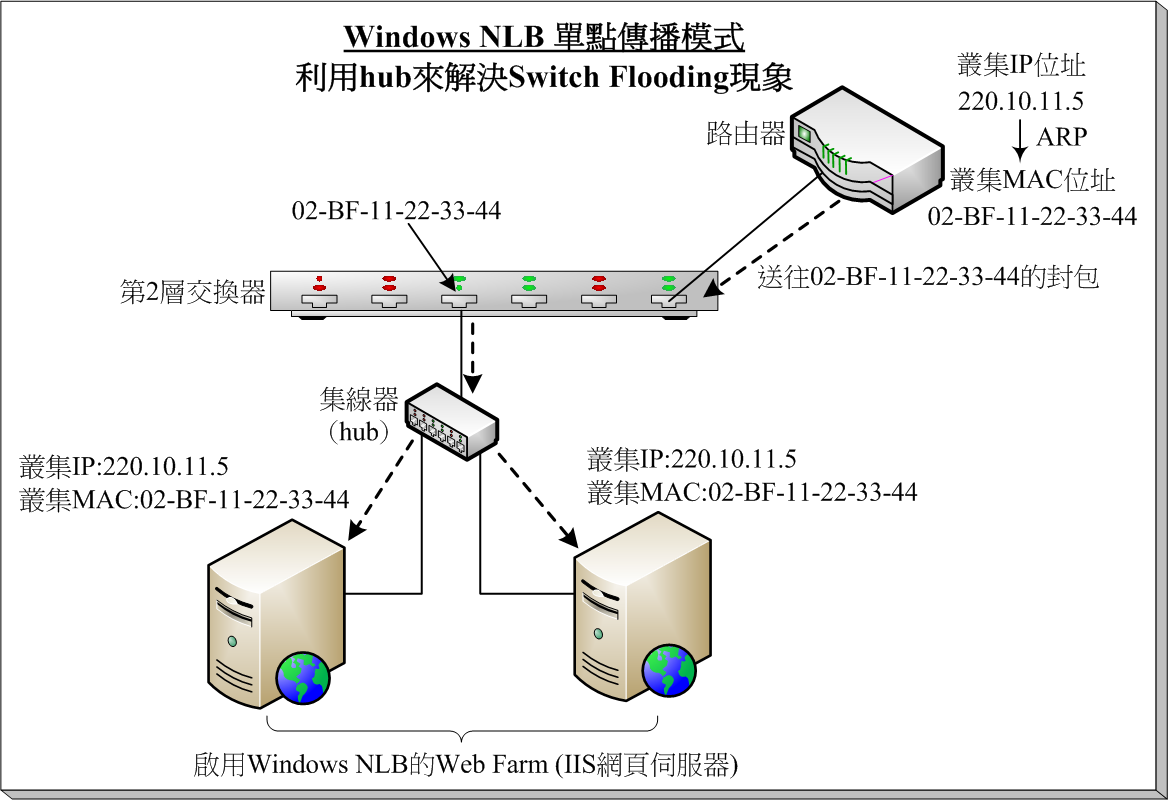 Windows NLB 單點傳播模式
利用hub來解決Switch Flooding現象
叢集IP位址
220.10.11.5
ARP
叢集MAC位址
02-BF-11-22-33-44
路由器
02-BF-11-22-33-44
第2層交換器
送往02-BF-11-22-33-44的封包
集線器
（hub）
叢集IP:220.10.11.5
叢集MAC:02-BF-11-22-33-44
叢集IP:220.10.11.5
叢集MAC:02-BF-11-22-33-44
啟用Windows NLB的Web Farm (IIS網頁伺服器)